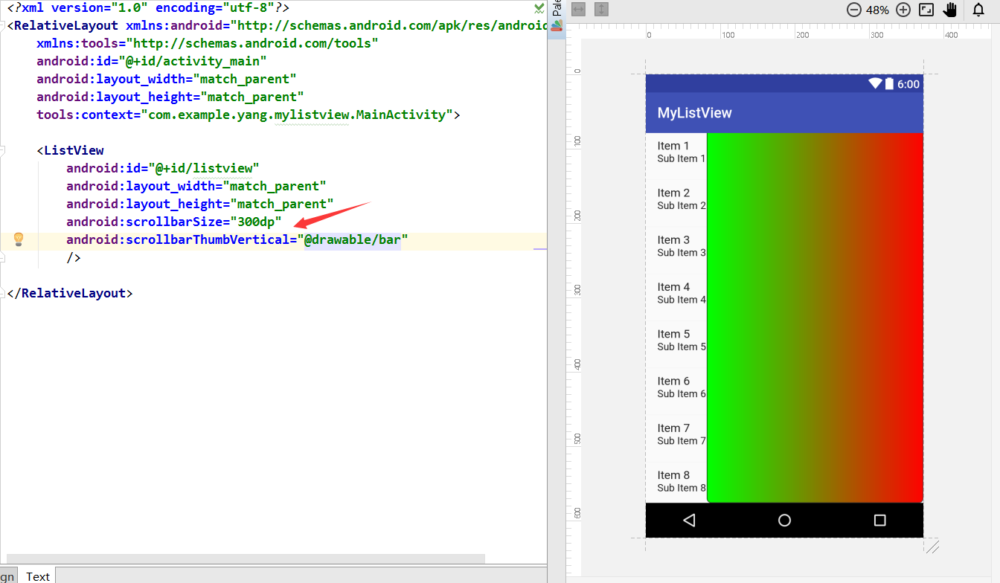 <?xml version="1.0" encoding="utf-8"?>
<RelativeLayout xmlns:android="http://schemas.android.com/apk/res/android
xmlns:tools="http://schemas.android.com/tools"
android:id="@+id/activity_main"
android:layout_width="match_parent"
android:layout_height="match_parent"
tools:context="com.example.yang.mylistview.MainActivity">
<ListView
android:id="@+id/listview"
android:layout_width="match_parent"
android:layout_height="match_parent"
android:scrollbarSize="300dp"
android:scrollbarThumbVertical="@drawable/bar"
/>
</RelativeLayout>
gn
Text
Pale
48%
0
100
200
300
400
0
100
200
300
400
500
600
6:00
MyListView
Item 1
Sub Item 1
Item 2
Sub Item 2
Item 3
Sub Item 3
Item 4
Sub Item 4
Item 5
Sub Item 5
Item 6
Sub Item 6
Item 7
Sub Item 7
Item 8
Sub Item 8